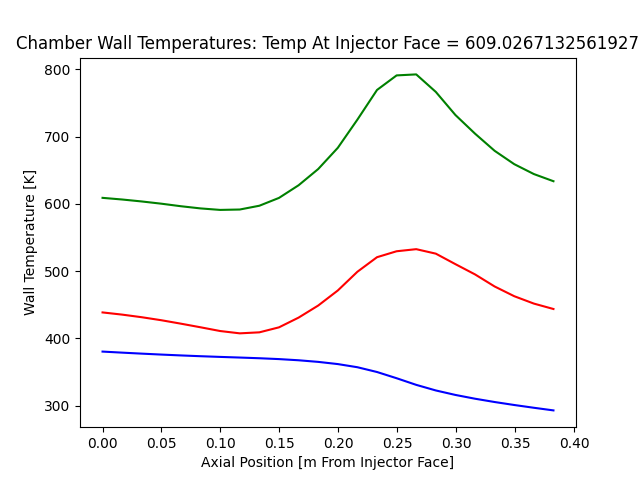 Chamber Wall Temperatures: Temp At Injector Face = 609.0267132561927
800
700
600
500
400
300
Wall Temperature [K]
0.00 0.05 0.10 0.15 0.20 0.25 0.30 0.35 0.40
Axial Position [m From Injector Face]